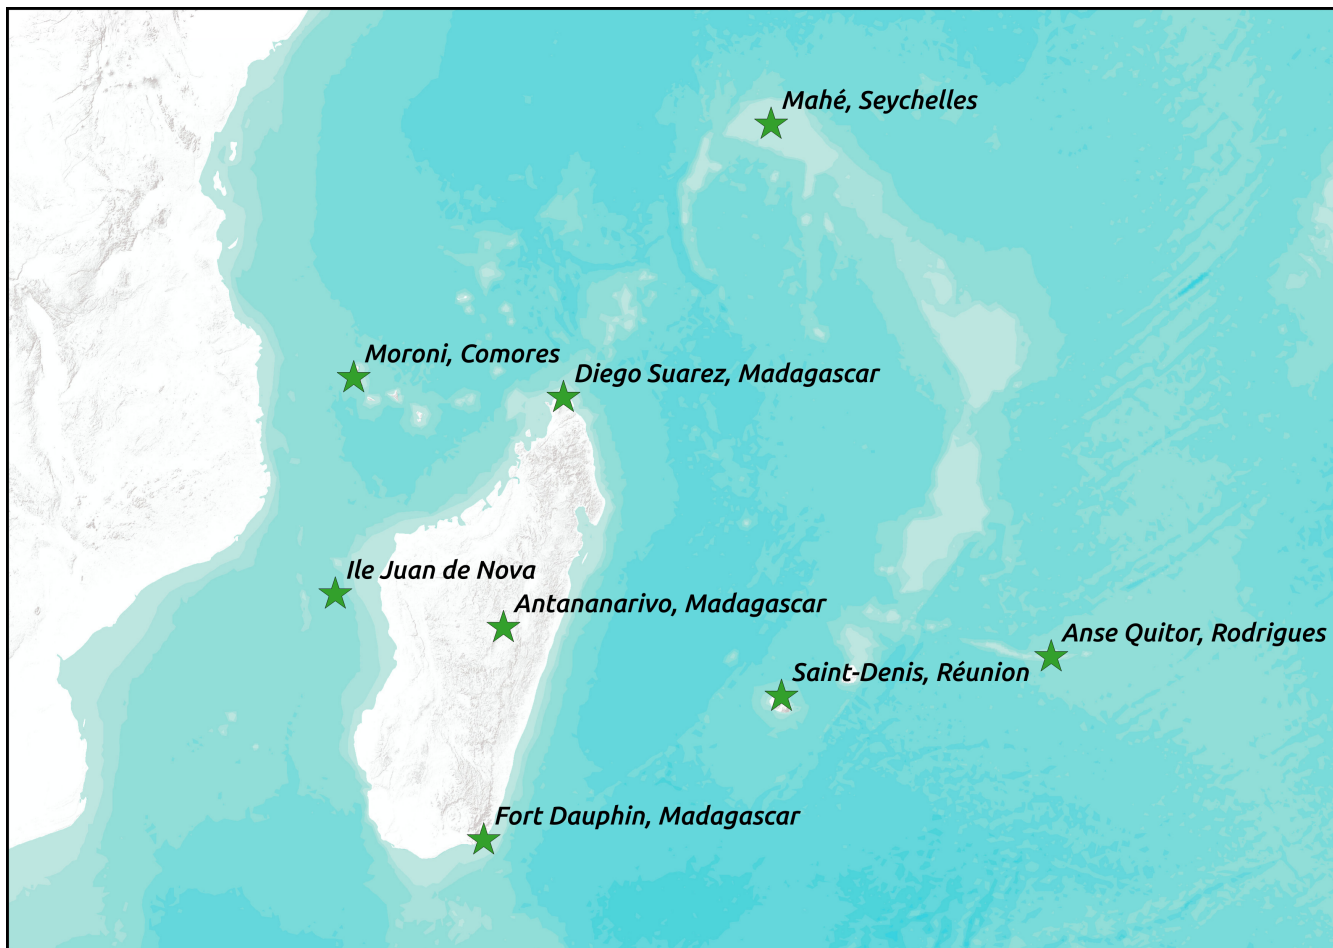 Mahé, Seychelles
Moroni, Comores
Diego Suarez, Madagascar
Ile Juan de Nova
Antananarivo, Madagascar
Anse Quitor, Rodrigues
Saint-Denis, Réunion
Fort Dauphin, Madagascar